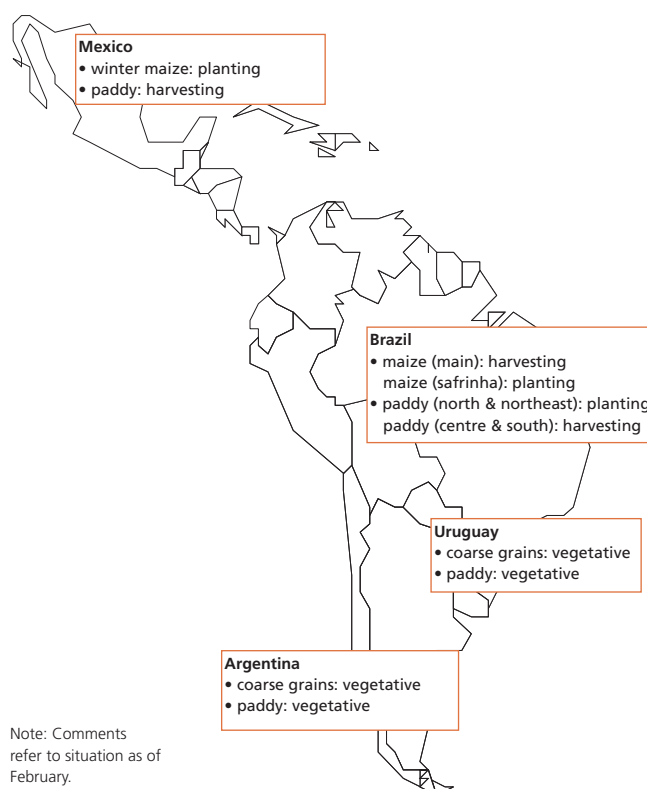 Mexico
• winter maize: planting
• paddy: harvesting
Brazil
• maize (main): harvesting
maize (safrinha): planting
• paddy (north & northeast): planting
paddy (centre & south): harvesting
Uruguay
• coarse grains: vegetative
• paddy: vegetative
Argentina
• coarse grains: vegetative
• paddy: vegetative
Note: Comments
refer to situation as of
February.